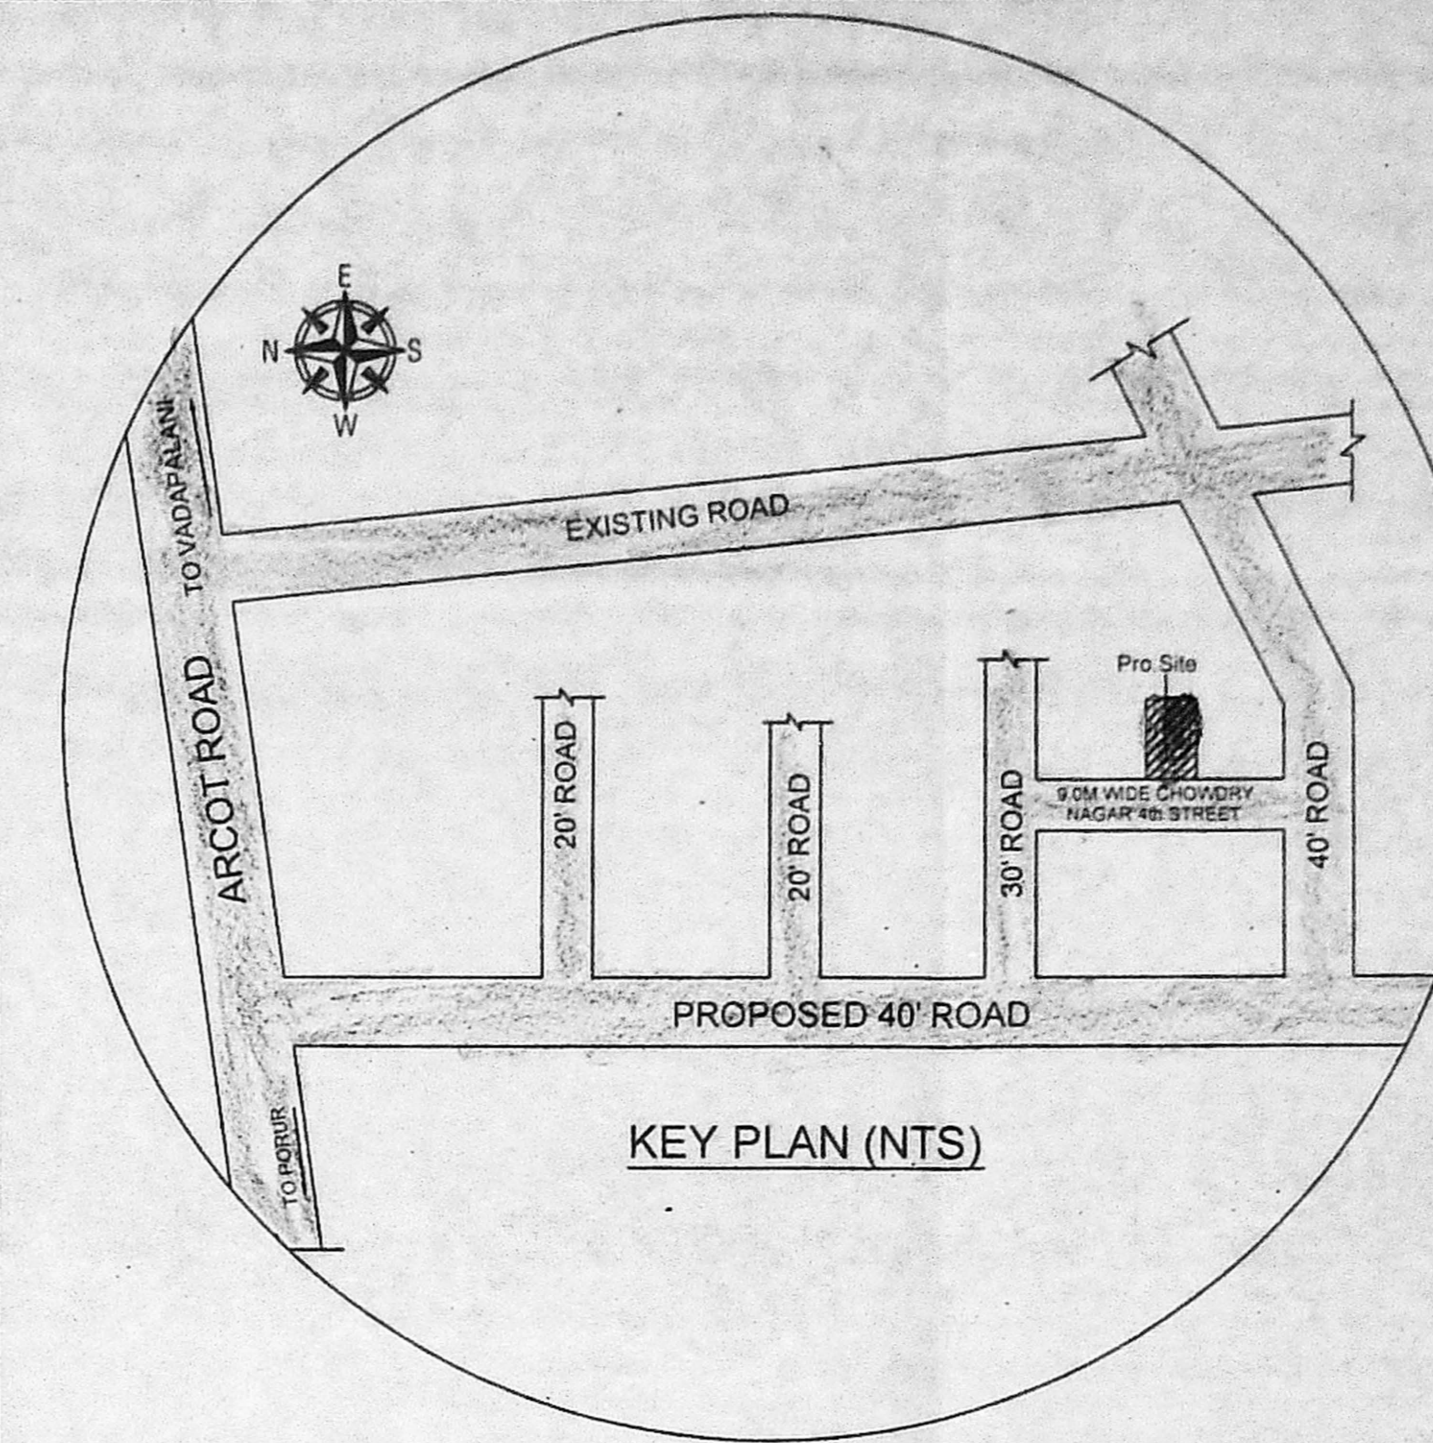 E
N
S
W
TO VADAPALANI
EXISTING ROAD
ARCOT ROAD
Pro. Site
20' ROAD
20' ROAD
30' ROAD
9.0M WIDE CHOWDRY
NAGAR 4th STREET
40' ROAD
PROPOSED 40' ROAD
TO PORUR
KEY PLAN (NTS)